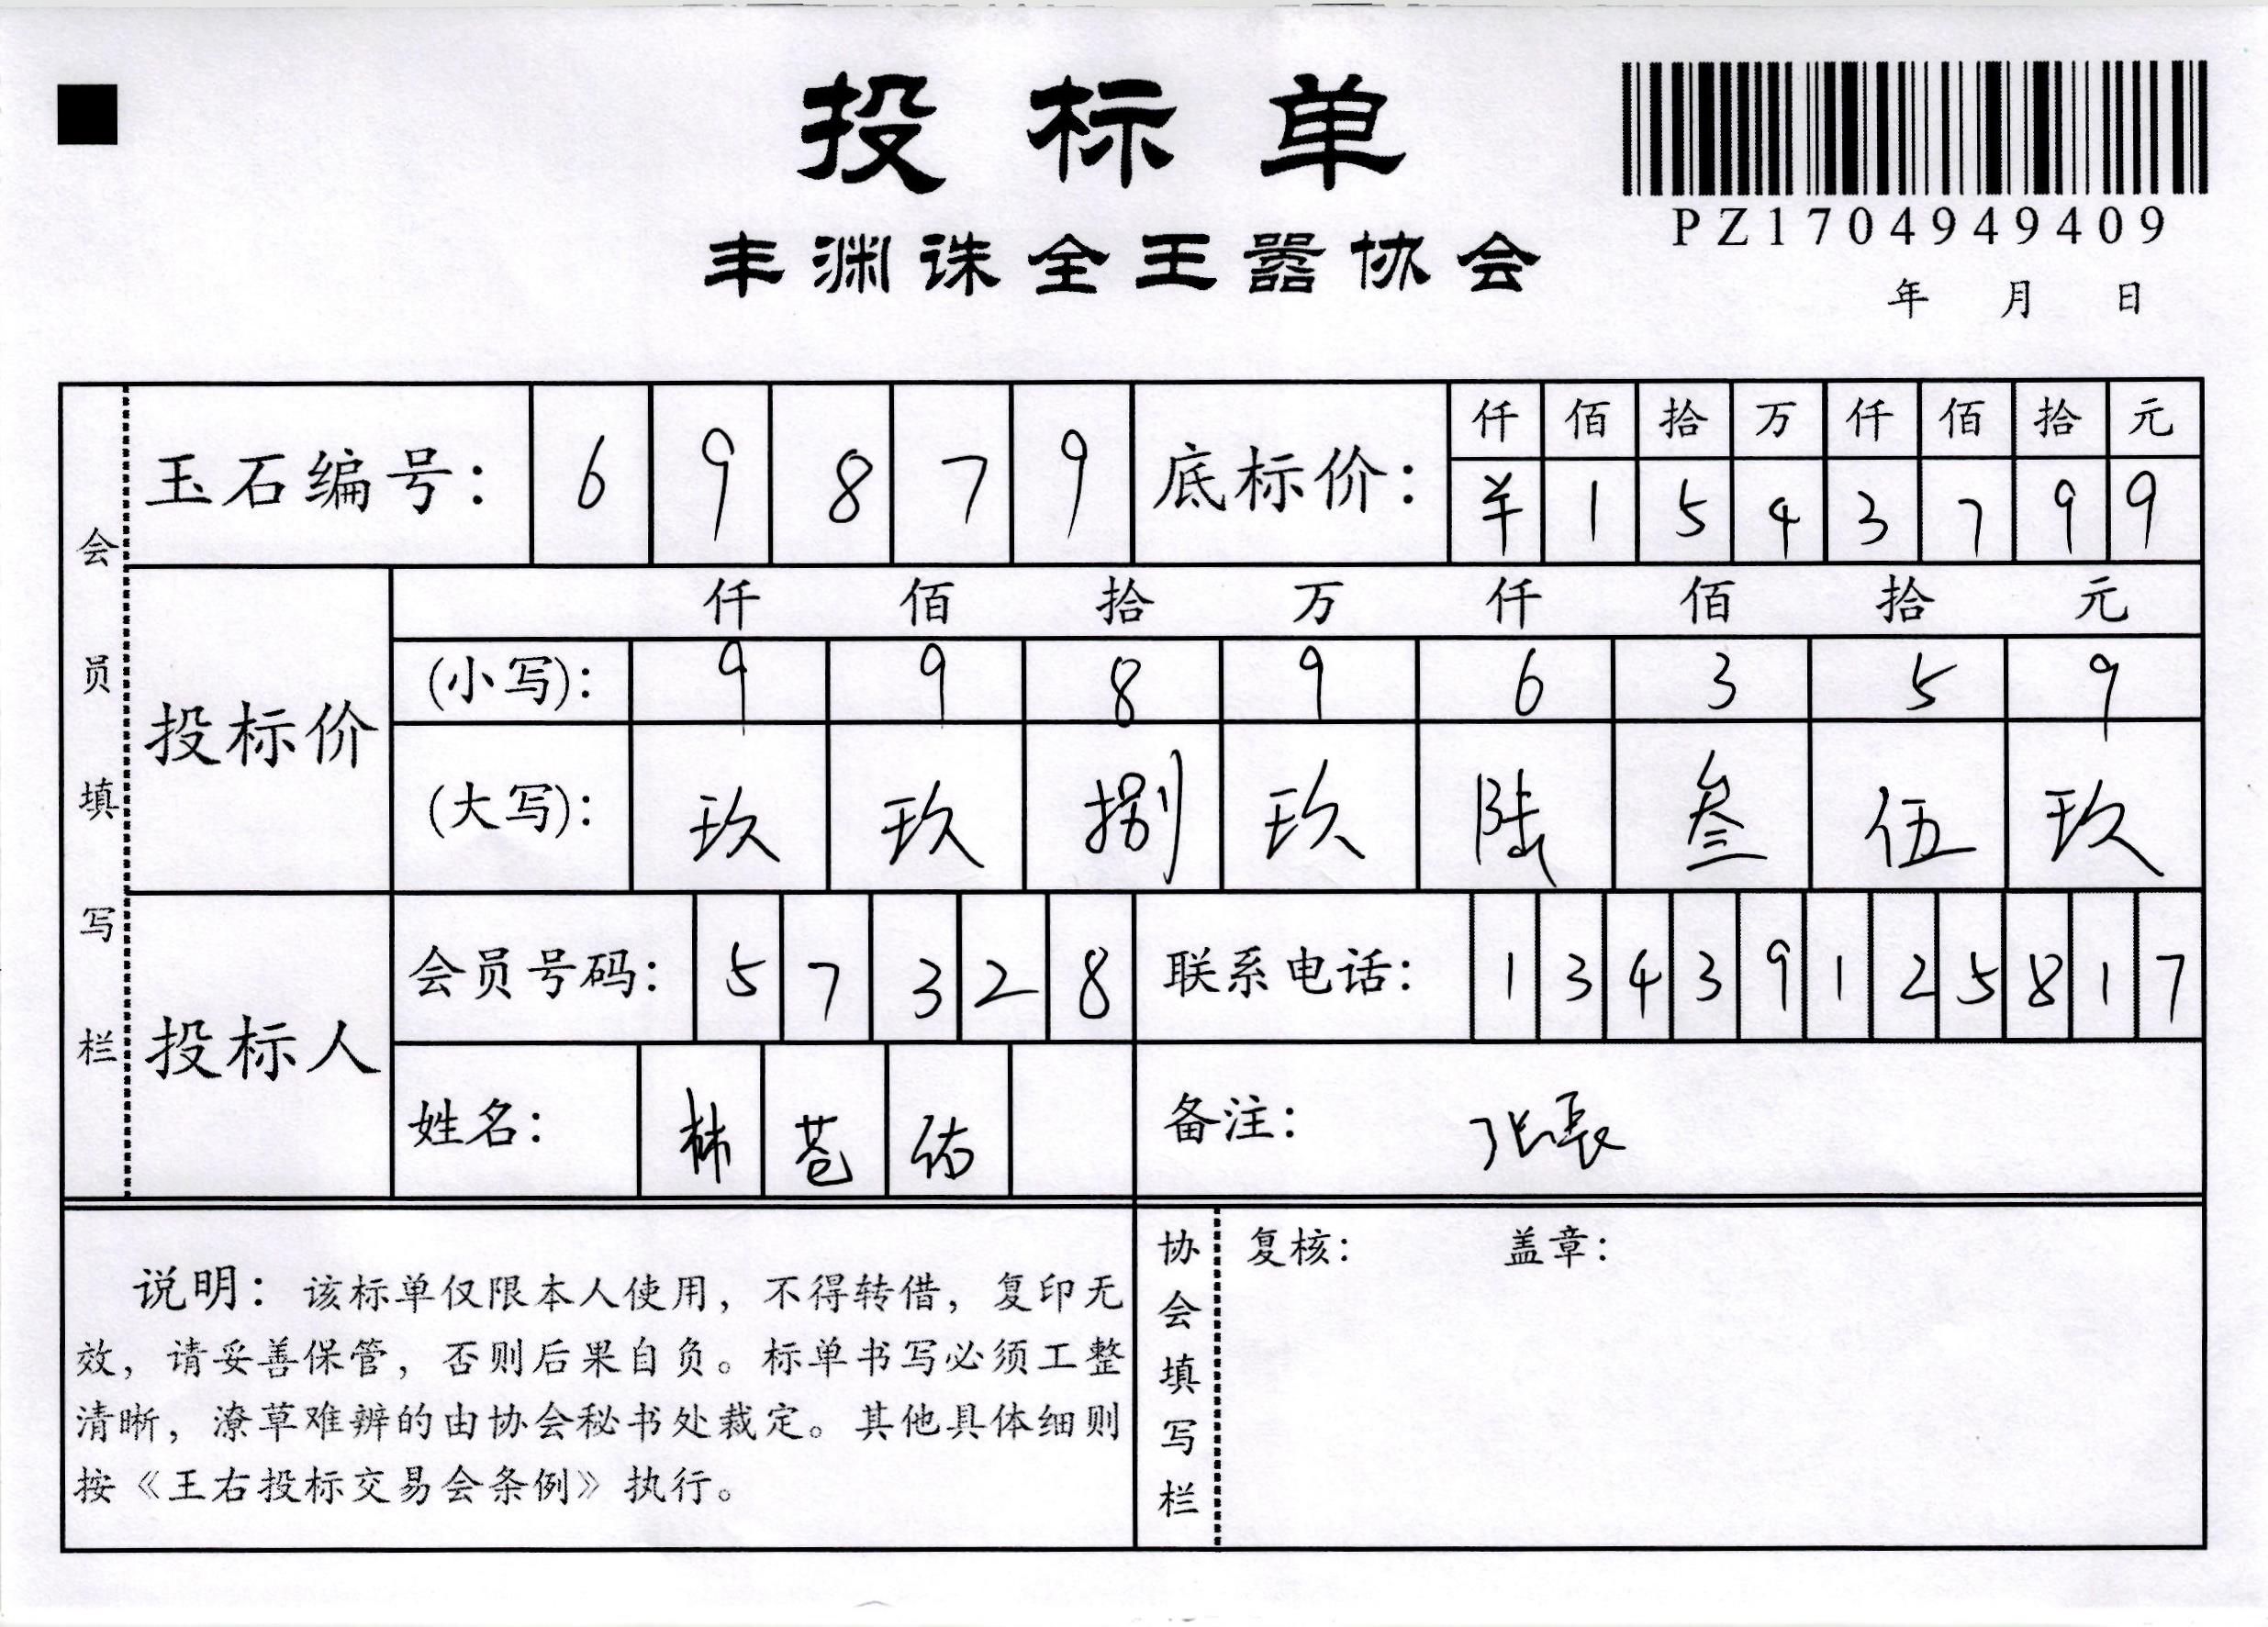 投标单
丰渊诛全王嚣协会
PZ1704949409
年 月 日
会员填写栏
玉石编号： 6 9 8 7 9 底标价： 仟 佰 拾 万 仟 佰 拾 元
¥ 1 5 4 3 7 9 9
投标价 仟 佰 拾 万 仟 佰 拾 元
(小写)： 9 9 8 9 6 3 5 9
(大写)： 玖 玖 捌 玖 陆 叁 伍 玖
投标人 会员号码： 5 7 3 2 8 联系电话： 1 3 4 3 9 1 2 5 8 1 7
姓名： 林 苍 佑 备注： 张辰
说明：该标单仅限本人使用，不得转借，复印无
效，请妥善保管，否则后果自负。标单书写必须工整
清晰，潦草难辨的由协会秘书处裁定。其他具体细则
按《王右投标交易会条例》执行。
协会填写栏 复核： 盖章：